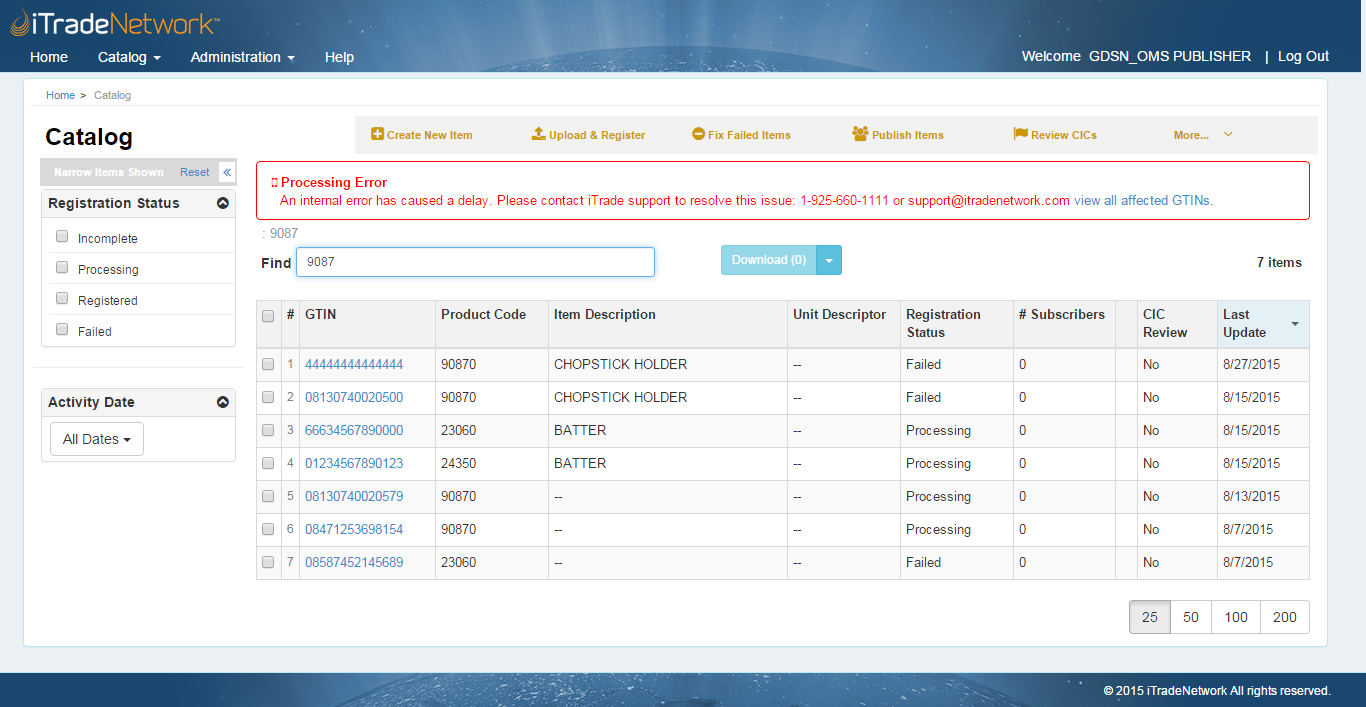 iTradeNetwork™
Home Catalog Administration Help
Welcome GDSN_OMS PUBLISHER | Log Out
Home > Catalog
Catalog
Create New Item Upload & Register Fix Failed Items Publish Items Review CICs More...
Narrow Items Shown Reset «
Registration Status
Incomplete
Processing
Registered
Failed
Activity Date
All Dates
Processing Error
An internal error has caused a delay. Please contact iTrade support to resolve this issue: 1-925-660-1111 or support@itradenetwork.com view all affected GTINs.
: 9087
Find 9087 Download (0) 7 items
# GTIN Product Code Item Description Unit Descriptor Registration Status # Subscribers CIC Review Last Update
1 44444444444444 90870 CHOPSTICK HOLDER -- Failed 0 No 8/27/2015
2 08130740020500 90870 CHOPSTICK HOLDER -- Failed 0 No 8/15/2015
3 66634567890000 23060 BATTER -- Processing 0 No 8/15/2015
4 01234567890123 24350 BATTER -- Processing 0 No 8/15/2015
5 08130740020579 90870 -- -- Processing 0 No 8/13/2015
6 08471253698154 90870 -- -- Processing 0 No 8/7/2015
7 08587452145689 23060 -- -- Failed 0 No 8/7/2015
25 50 100 200
© 2015 iTradeNetwork All rights reserved.